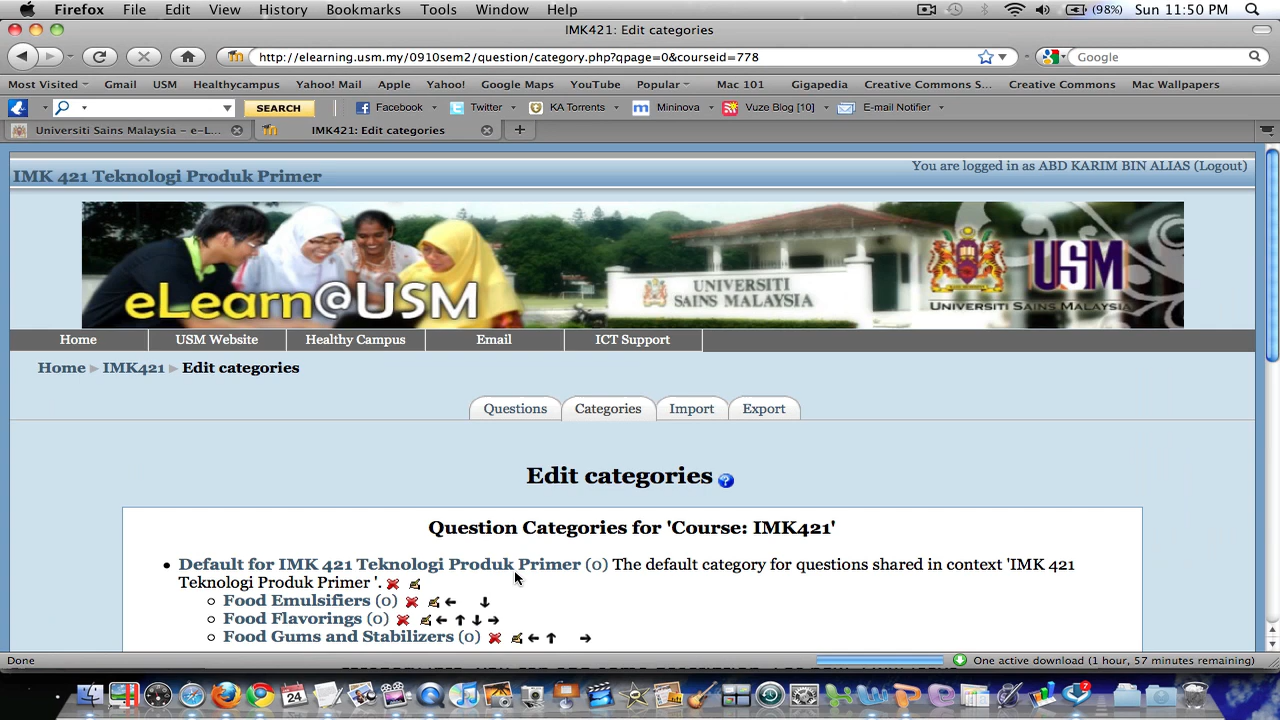 Firefox File Edit View History Bookmarks Tools Window Help (98%) Sun 11:50 PM
IMK421: Edit categories
http://elearning.usm.my/0910sem2/question/category.php?qpage=0&courseid=778 Google
Most Visited Gmail USM Healthycampus Yahoo! Mail Apedia Yahoo! Google Maps YouTube Popular Mac 101 Creative Commons S... Creative Commons Mac Wallpapers
SEARCH Facebook Twitter KA Torrents Mininova Vuze Blog [10] E-mail Notifier
Universiti Sains Malaysia – e-L... IMK421: Edit categories
You are logged in as ABD KARIM BIN ALIAS (Logout)
IMK 421 Teknologi Produk Primer
eLearn@USM
UNIVERSITI
SAINS MALAYSIA
USM
UNIVERSITI SAINS MALAYSIA
Home USM Website Healthy Campus Email ICT Support
Home IMK421 Edit categories
Questions Categories Import Export
Edit categories ?
Question Categories for 'Course: IMK421'
• Default for IMK 421 Teknologi Produk Primer (0) The default category for questions shared in context 'IMK 421
Teknologi Produk Primer '.
Food Emulsifiers (0)
Food Flavorings (0)
Food Gums and Stabilizers (0)
Done One active download (1 hour, 57 minutes remaining)
24
7